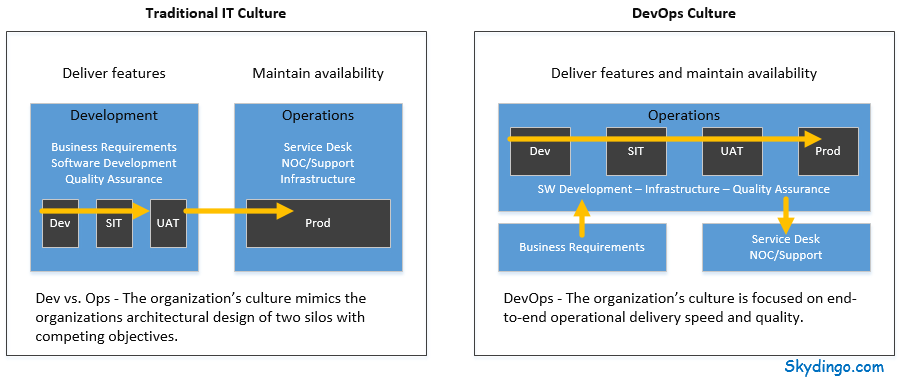 Traditional IT Culture
Deliver features
Maintain availability
Development
Business Requirements
Software Development
Quality Assurance
Dev
SIT
UAT
Operations
Service Desk
NOC/Support
Infrastructure
Prod
Dev vs. Ops - The organization’s culture mimics the
organizations architectural design of two silos with
competing objectives.
DevOps Culture
Deliver features and maintain availability
Operations
Dev
SIT
UAT
Prod
SW Development – Infrastructure – Quality Assurance
Business Requirements
Service Desk
NOC/Support
DevOps - The organization’s culture is focused on end-
to-end operational delivery speed and quality.
Skydingo.com